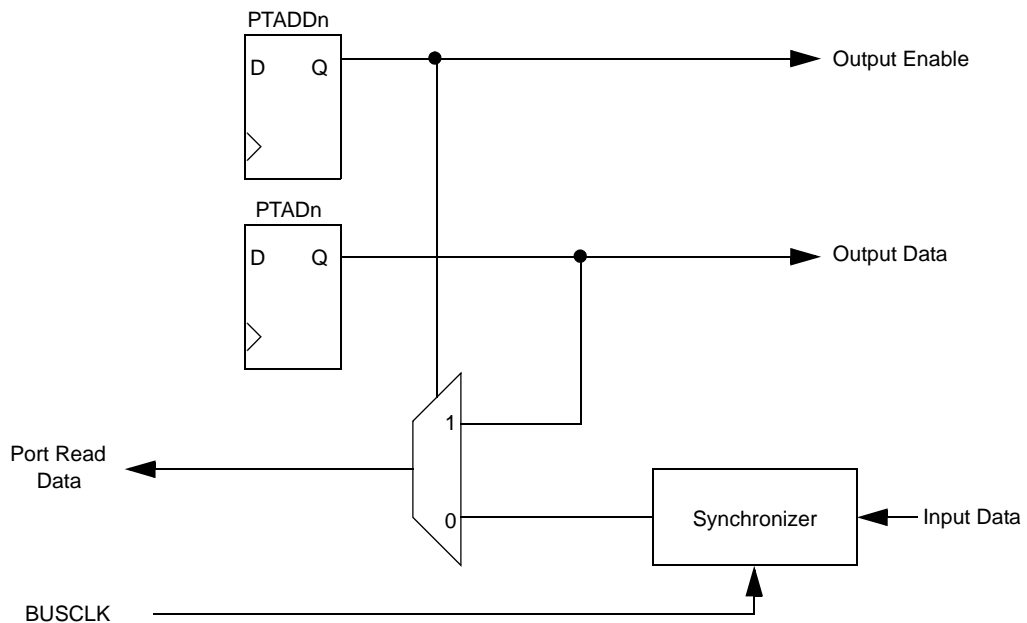 PTADDn
D Q
Output Enable
PTADn
D Q
Output Data
1
Port Read
Data
0
Synchronizer
Input Data
BUSCLK